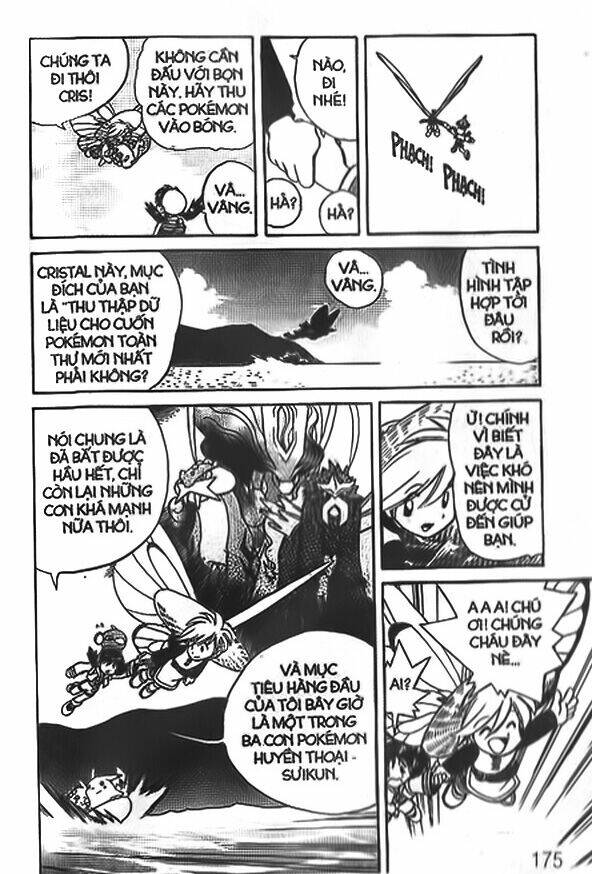 CHÚNG TA
ĐI THÔI
CRIS!
KHÔNG CẦN
ĐẤU VỚI BỌN
NÀY. HÃY THU
CÁC POKÉMON
VÀO BÓNG.
VÂ...
VÂNG.
NÀO,
ĐI
NHÉ!
HẢ?
HẢ?
PHẠCH!
PHẠCH!
CRISTAL NÀY, MỤC
ĐÍCH CỦA BẠN
LÀ "THU THẬP DỮ
LIỆU CHO CUỐN
POKÉMON TOÀN
THƯ MỚI NHẤT
PHẢI KHÔNG?
VÂ...
VÂNG.
TÌNH
HÌNH TẬP
HỢP TỚI
ĐÂU
RỒI?
NÓI CHUNG LÀ
ĐÃ BẮT ĐƯỢC
HẦU HẾT, CHỈ
CÒN LẠI NHỮNG
CON KHÁ MẠNH
NỮA THÔI.
VÀ MỤC
TIÊU HÀNG ĐẦU
CỦA TÔI BÂY GIỜ
LÀ MỘT TRONG
BA CON POKÉMON
HUYỀN THOẠI -
SUIKUN.
Ừ! CHÍNH
VÌ BIẾT
ĐÂY LÀ
VIỆC KHÓ
NÊN MÌNH
ĐƯỢC CỬ
ĐẾN GIÚP
BẠN.
A A A! CHÚ
ƠI! CHÚNG
CHÁU ĐÂY
NÈ...
AI?
175